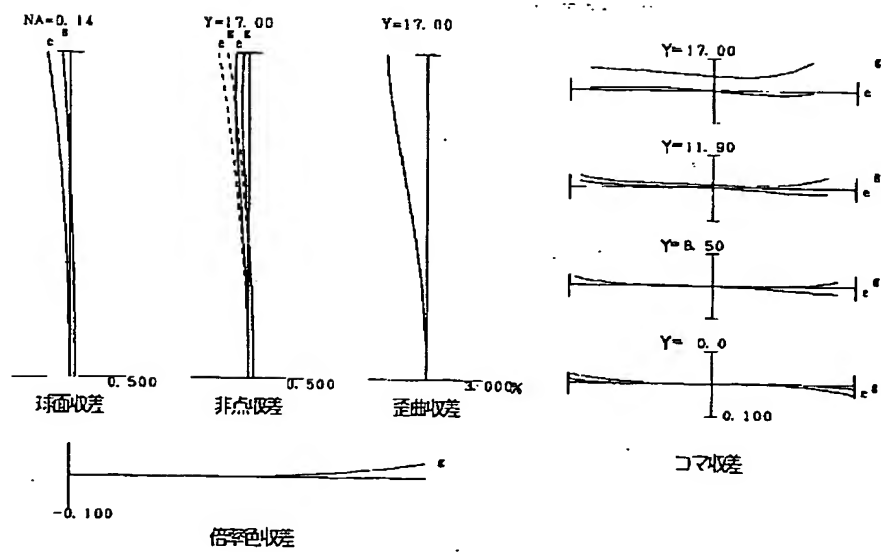 NA=0.14
e
g
0.500
球面収差
Y=17.00
g g
e e
0.500
非点収差
Y=17.00
歪曲収差
Y=17.00
g
e
Y=11.90
e g
Y=8.50
e g
Y= 0.0
e g
0.100
コマ収差
g
-0.100
倍率色収差